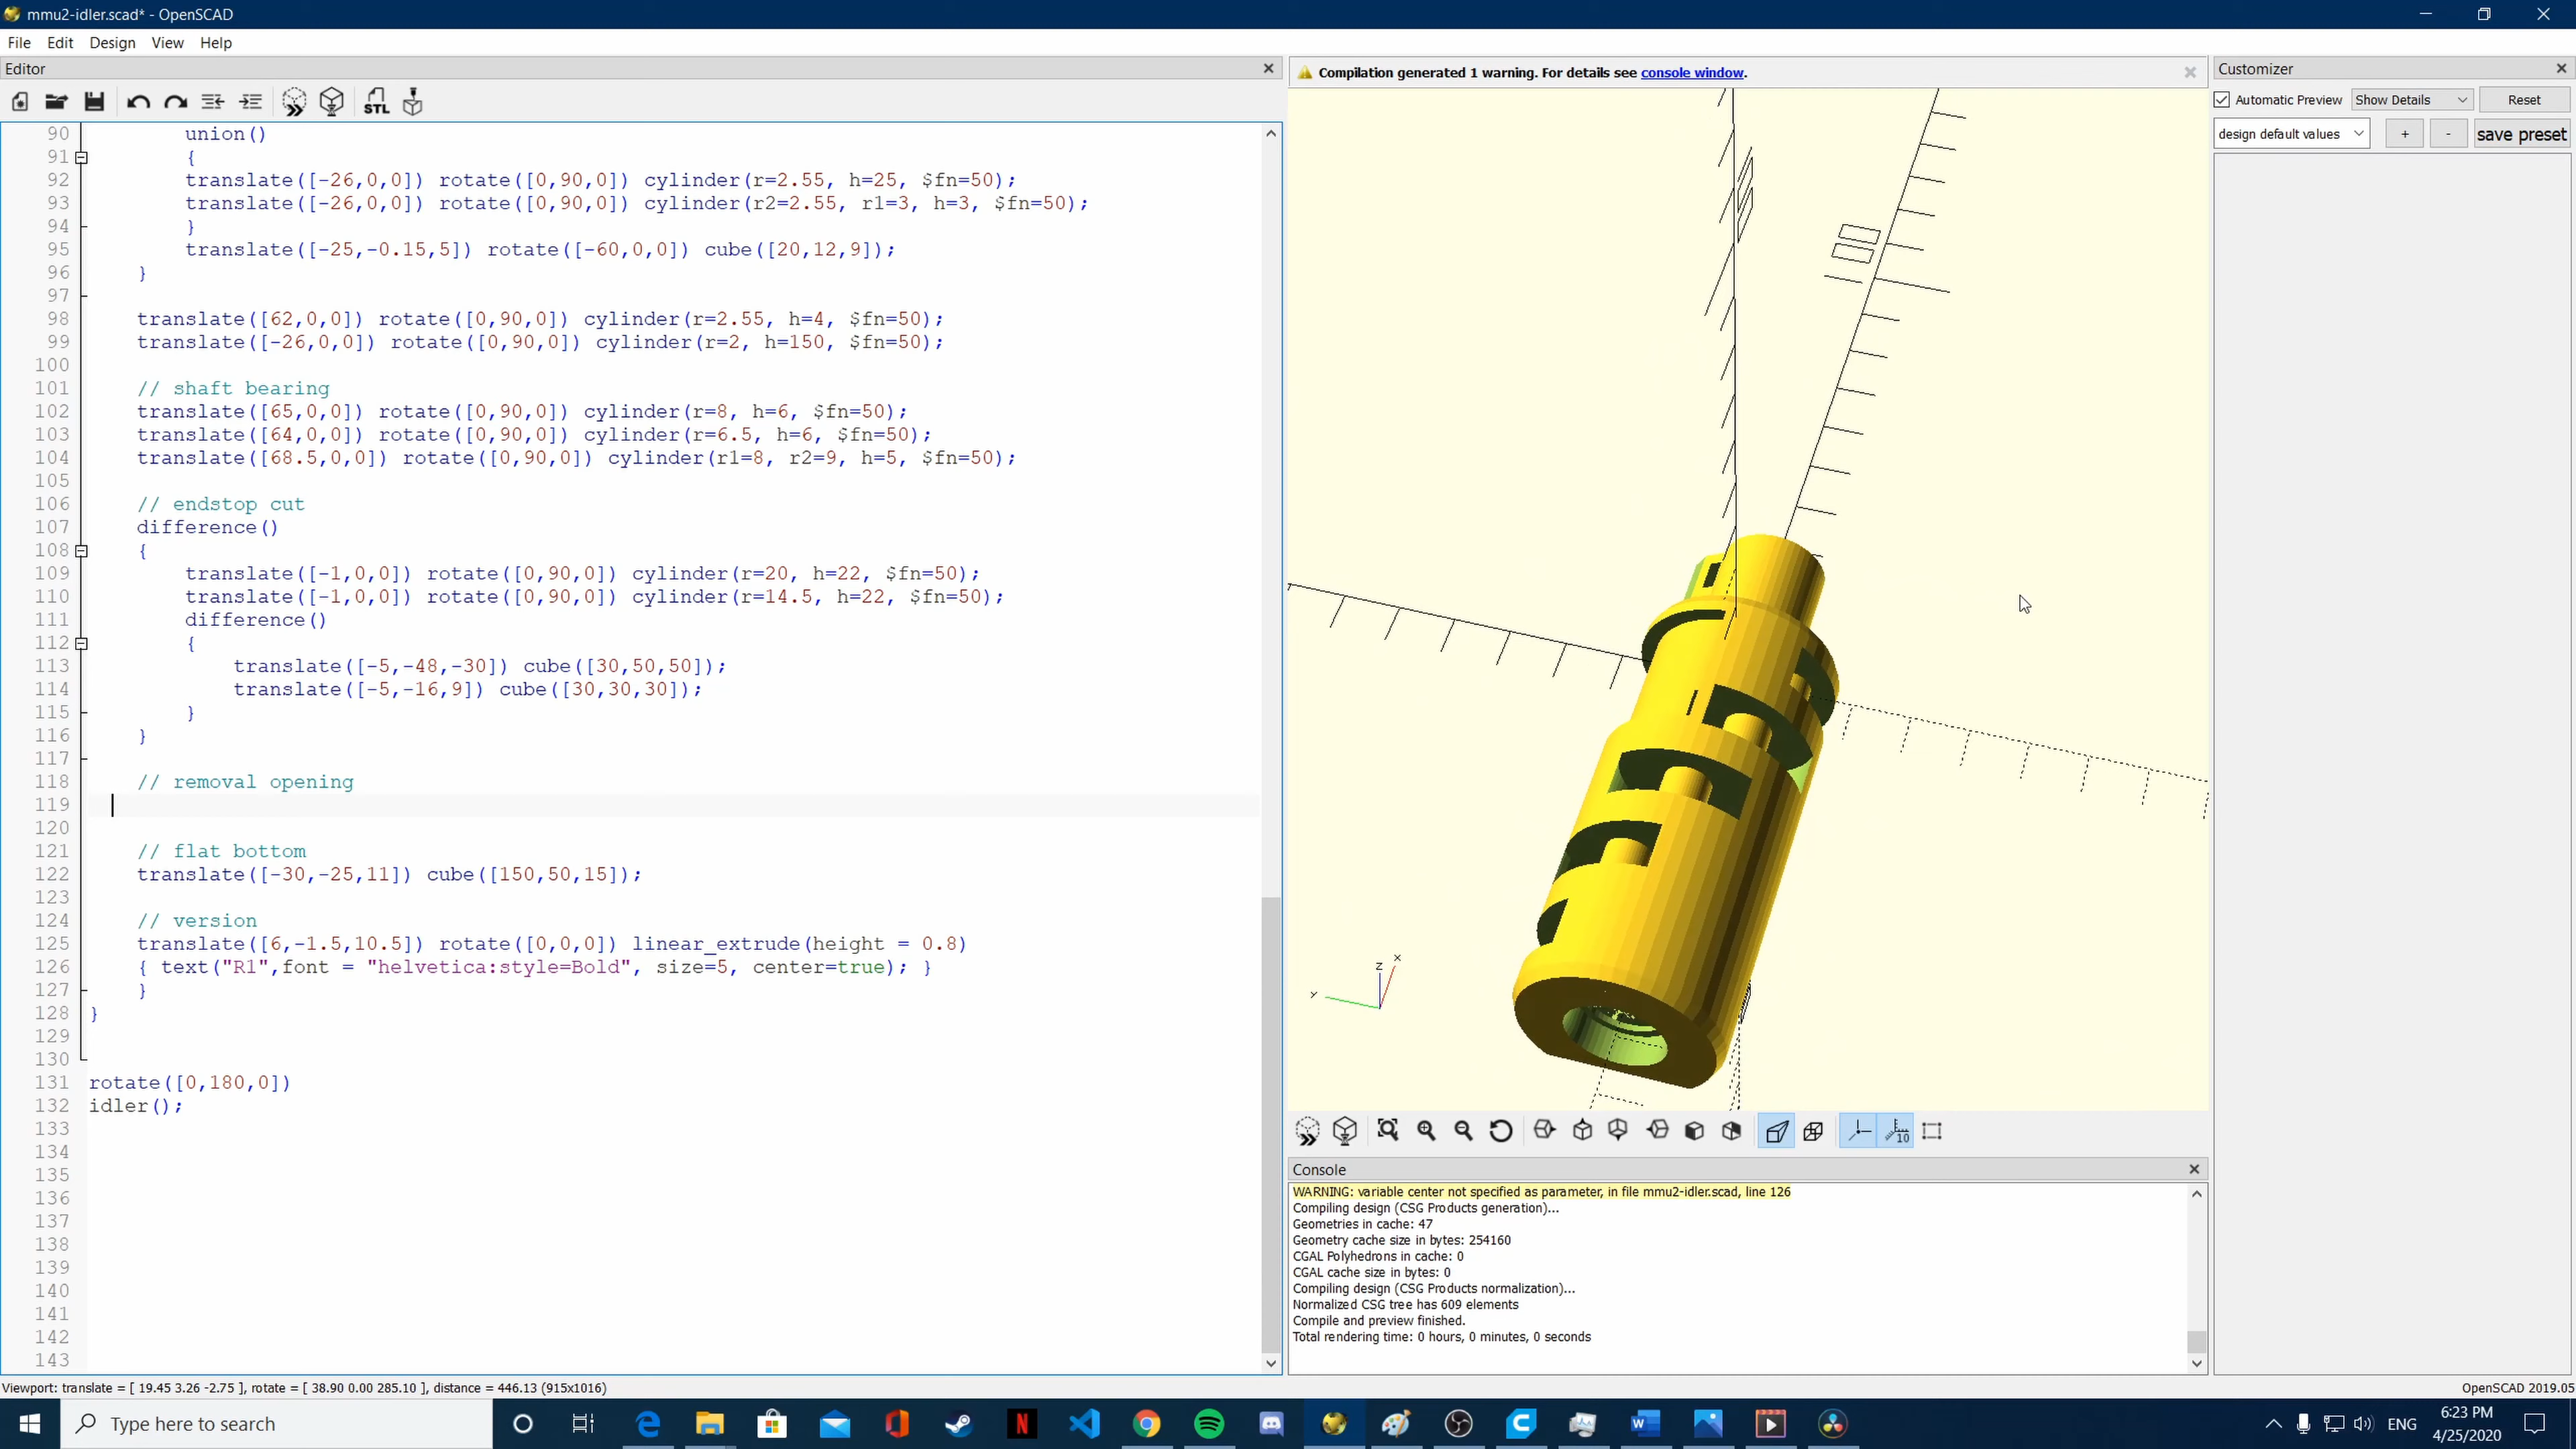 mmu2-idler.scad* - OpenSCAD
File Edit Design View Help
Editor
STL
90 union()
91 {
92 translate([-26,0,0]) rotate([0,90,0]) cylinder(r=2.55, h=25, $fn=50);
93 translate([-26,0,0]) rotate([0,90,0]) cylinder(r2=2.55, r1=3, h=3, $fn=50);
94 }
95 translate([-25,-0.15,5]) rotate([-60,0,0]) cube([20,12,9]);
96 }
97
98 translate([62,0,0]) rotate([0,90,0]) cylinder(r=2.55, h=4, $fn=50);
99 translate([-26,0,0]) rotate([0,90,0]) cylinder(r=2, h=150, $fn=50);
100
101 // shaft bearing
102 translate([65,0,0]) rotate([0,90,0]) cylinder(r=8, h=6, $fn=50);
103 translate([64,0,0]) rotate([0,90,0]) cylinder(r=6.5, h=6, $fn=50);
104 translate([68.5,0,0]) rotate([0,90,0]) cylinder(r1=8, r2=9, h=5, $fn=50);
105
106 // endstop cut
107 difference()
108 {
109 translate([-1,0,0]) rotate([0,90,0]) cylinder(r=20, h=22, $fn=50);
110 translate([-1,0,0]) rotate([0,90,0]) cylinder(r=14.5, h=22, $fn=50);
111 difference()
112 {
113 translate([-5,-48,-30]) cube([30,50,50]);
114 translate([-5,-16,9]) cube([30,30,30]);
115 }
116 }
117
118 // removal opening
119
120
121 // flat bottom
122 translate([-30,-25,11]) cube([150,50,15]);
123
124 // version
125 translate([6,-1.5,10.5]) rotate([0,0,0]) linear_extrude(height = 0.8)
126 { text("R1",font = "helvetica:style=Bold", size=5, center=true); }
127 }
128 }
129
130
131 rotate([0,180,0])
132 idler();
133
134
135
136
137
138
139
140
141
142
143
Compilation generated 1 warning. For details see console window.
z x
y
10
Console
WARNING: variable center not specified as parameter, in file mmu2-idler.scad, line 126
Compiling design (CSG Products generation)...
Geometries in cache: 47
Geometry cache size in bytes: 254160
CGAL Polyhedrons in cache: 0
CGAL cache size in bytes: 0
Compiling design (CSG Products normalization)...
Normalized CSG tree has 609 elements
Compile and preview finished.
Total rendering time: 0 hours, 0 minutes, 0 seconds
Customizer
Automatic Preview Show Details Reset
design default values + - save preset
Viewport: translate = [ 19.45 3.26 -2.75 ], rotate = [ 38.90 0.00 285.10 ], distance = 446.13 (915x1016)
OpenSCAD 2019.05
Type here to search
ENG
6:23 PM
4/25/2020